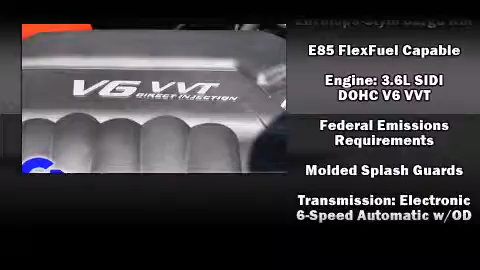 E85 FlexFuel Capable
Engine: 3.6L SIDI
DOHC V6 VVT
Federal Emissions
Requirements
Molded Splash Guards
Transmission: Electronic
6-Speed Automatic w/OD
V6 VVT
DIRECT INJECTION